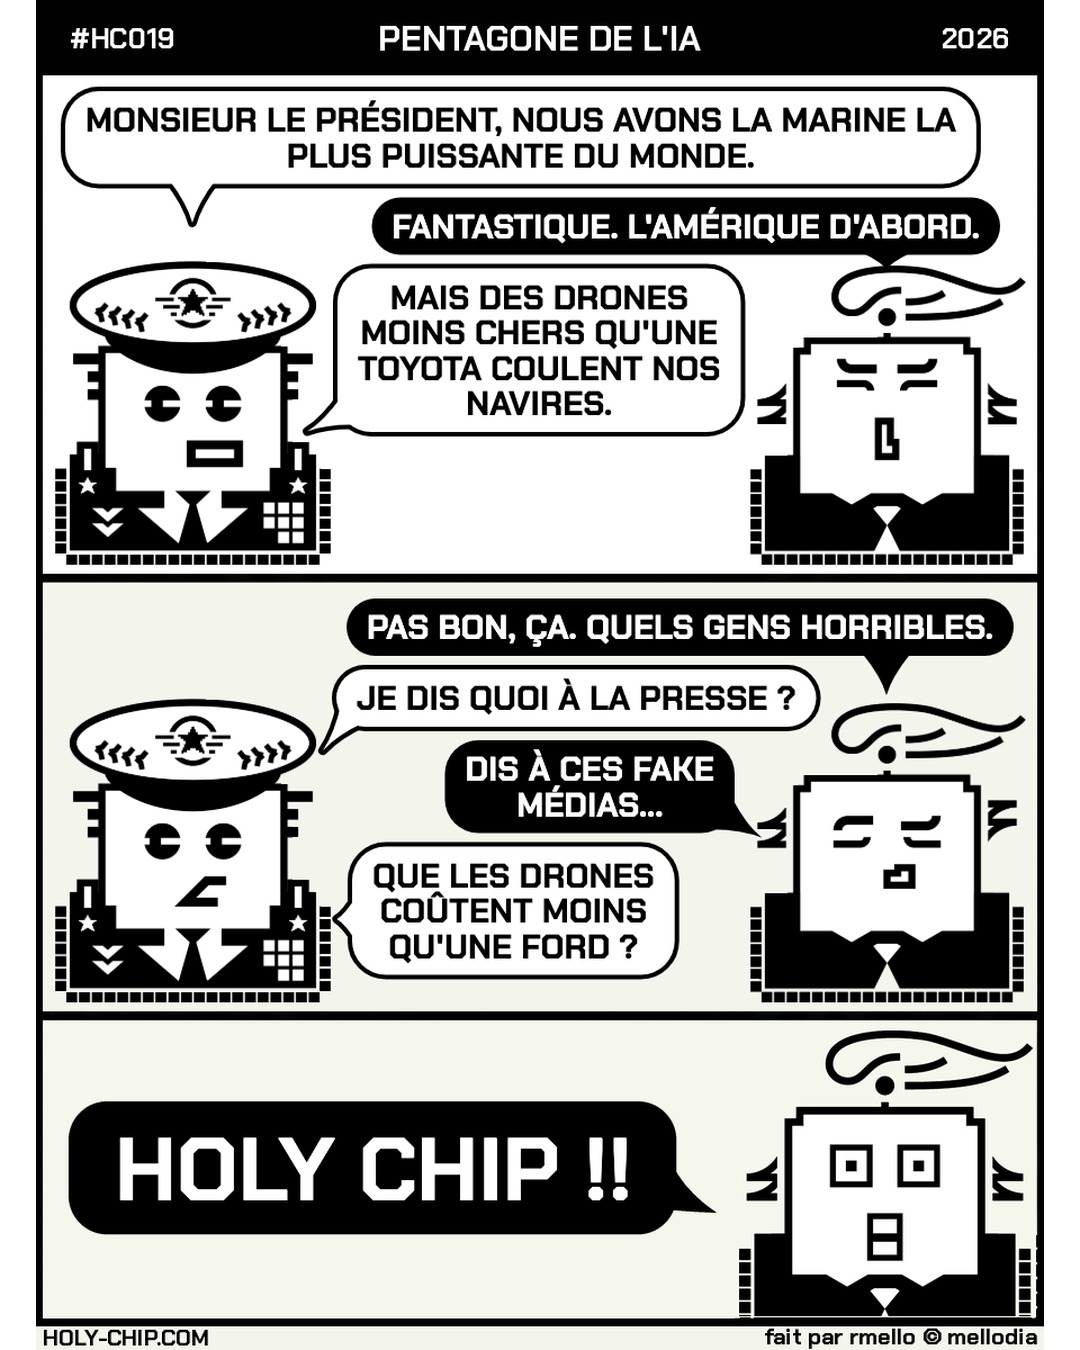 #HC019
PENTAGONE DE L'IA
2026
MONSIEUR LE PRÉSIDENT, NOUS AVONS LA MARINE LA
PLUS PUISSANTE DU MONDE.
FANTASTIQUE. L'AMÉRIQUE D'ABORD.
MAIS DES DRONES
MOINS CHERS QU'UNE
TOYOTA COULENT NOS
NAVIRES.
PAS BON, ÇA. QUELS GENS HORRIBLES.
JE DIS QUOI À LA PRESSE ?
DIS À CES FAKE
MÉDIAS...
QUE LES DRONES
COÛTENT MOINS
QU'UNE FORD ?
HOLY CHIP !!
HOLY-CHIP.COM
fait par rmello © mellodia